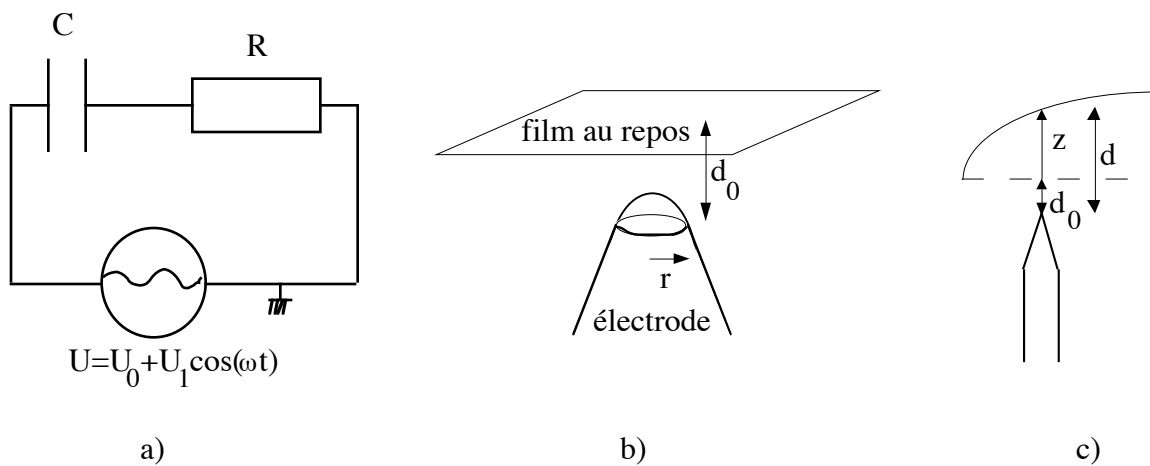 C
R
U=U₀+U₁cos(ωt)
a)
film au repos
d₀
r
électrode
b)
z
d
d₀
c)